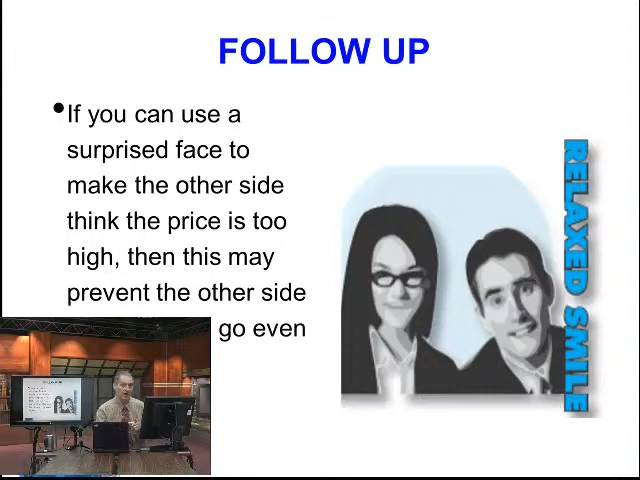 FOLLOW UP
•If you can use a
surprised face to
make the other side
think the price is too
high, then this may
prevent the other side
go even
RELAXED SMILE